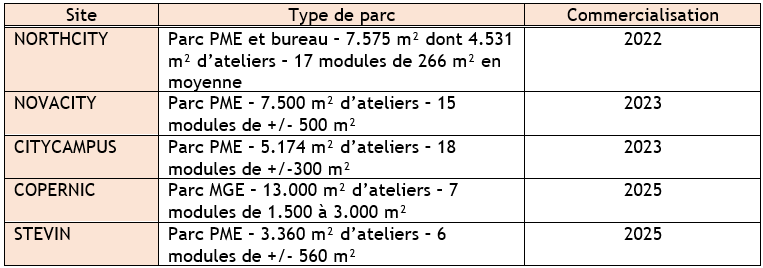 Site Type de parc Commercialisation
NORTHCITY Parc PME et bureau – 7.575 m² dont 4.531 2022
m² d’ateliers – 17 modules de 266 m² en
moyenne
NOVACITY Parc PME – 7.500 m² d’ateliers – 15 2023
modules de +/- 500 m²
CITYCAMPUS Parc PME – 5.174 m² d’ateliers – 18 2023
modules de +/-300 m²
COPERNIC Parc MGE – 13.000 m² d’ateliers – 7 2025
modules de 1.500 à 3.000 m²
STEVIN Parc PME – 3.360 m² d’ateliers – 6 2025
modules de +/- 560 m²